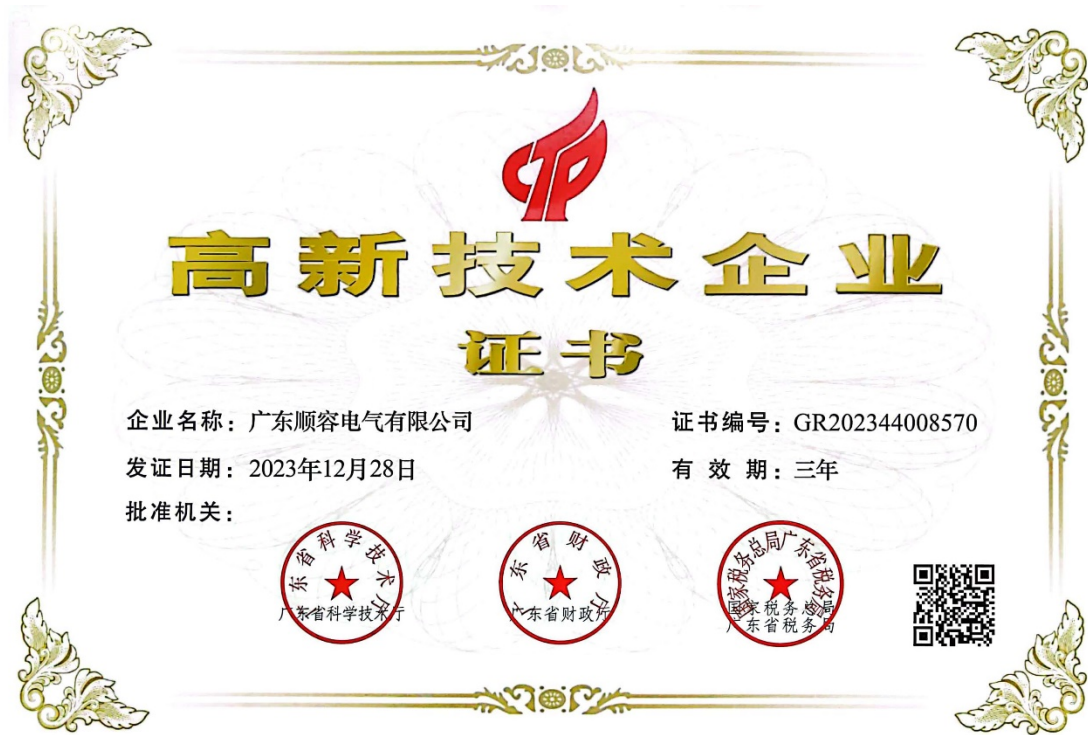 CTP
高新技术企业
证书
企业名称：广东顺容电气有限公司
证书编号：GR202344008570
发证日期：2023年12月28日
有效期：三年
批准机关：
广东省科学技术厅
广东省科学技术厅
广东省财政厅
广东省财政厅
国家税务总局广东省税务局
国家税务总局
广东省税务局